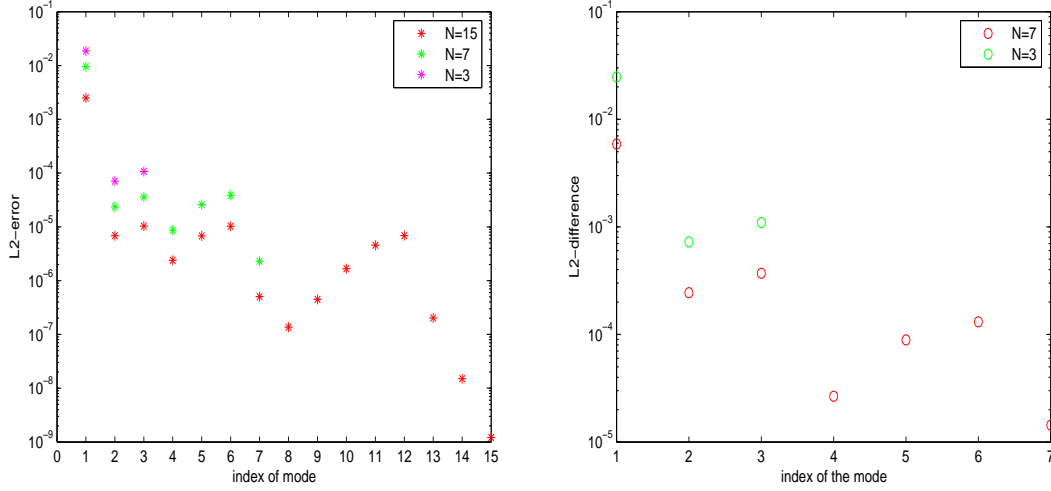 10^-1
10^-2
10^-3
10^-4
10^-5
10^-6
10^-7
10^-8
10^-9
L2-error
0 1 2 3 4 5 6 7 8 9 10 11 12 13 14 15
index of mode
N=15
N=7
N=3
10^-1
10^-2
10^-3
10^-4
10^-5
L2-difference
1 2 3 4 5 6 7
index of the mode
N=7
N=3